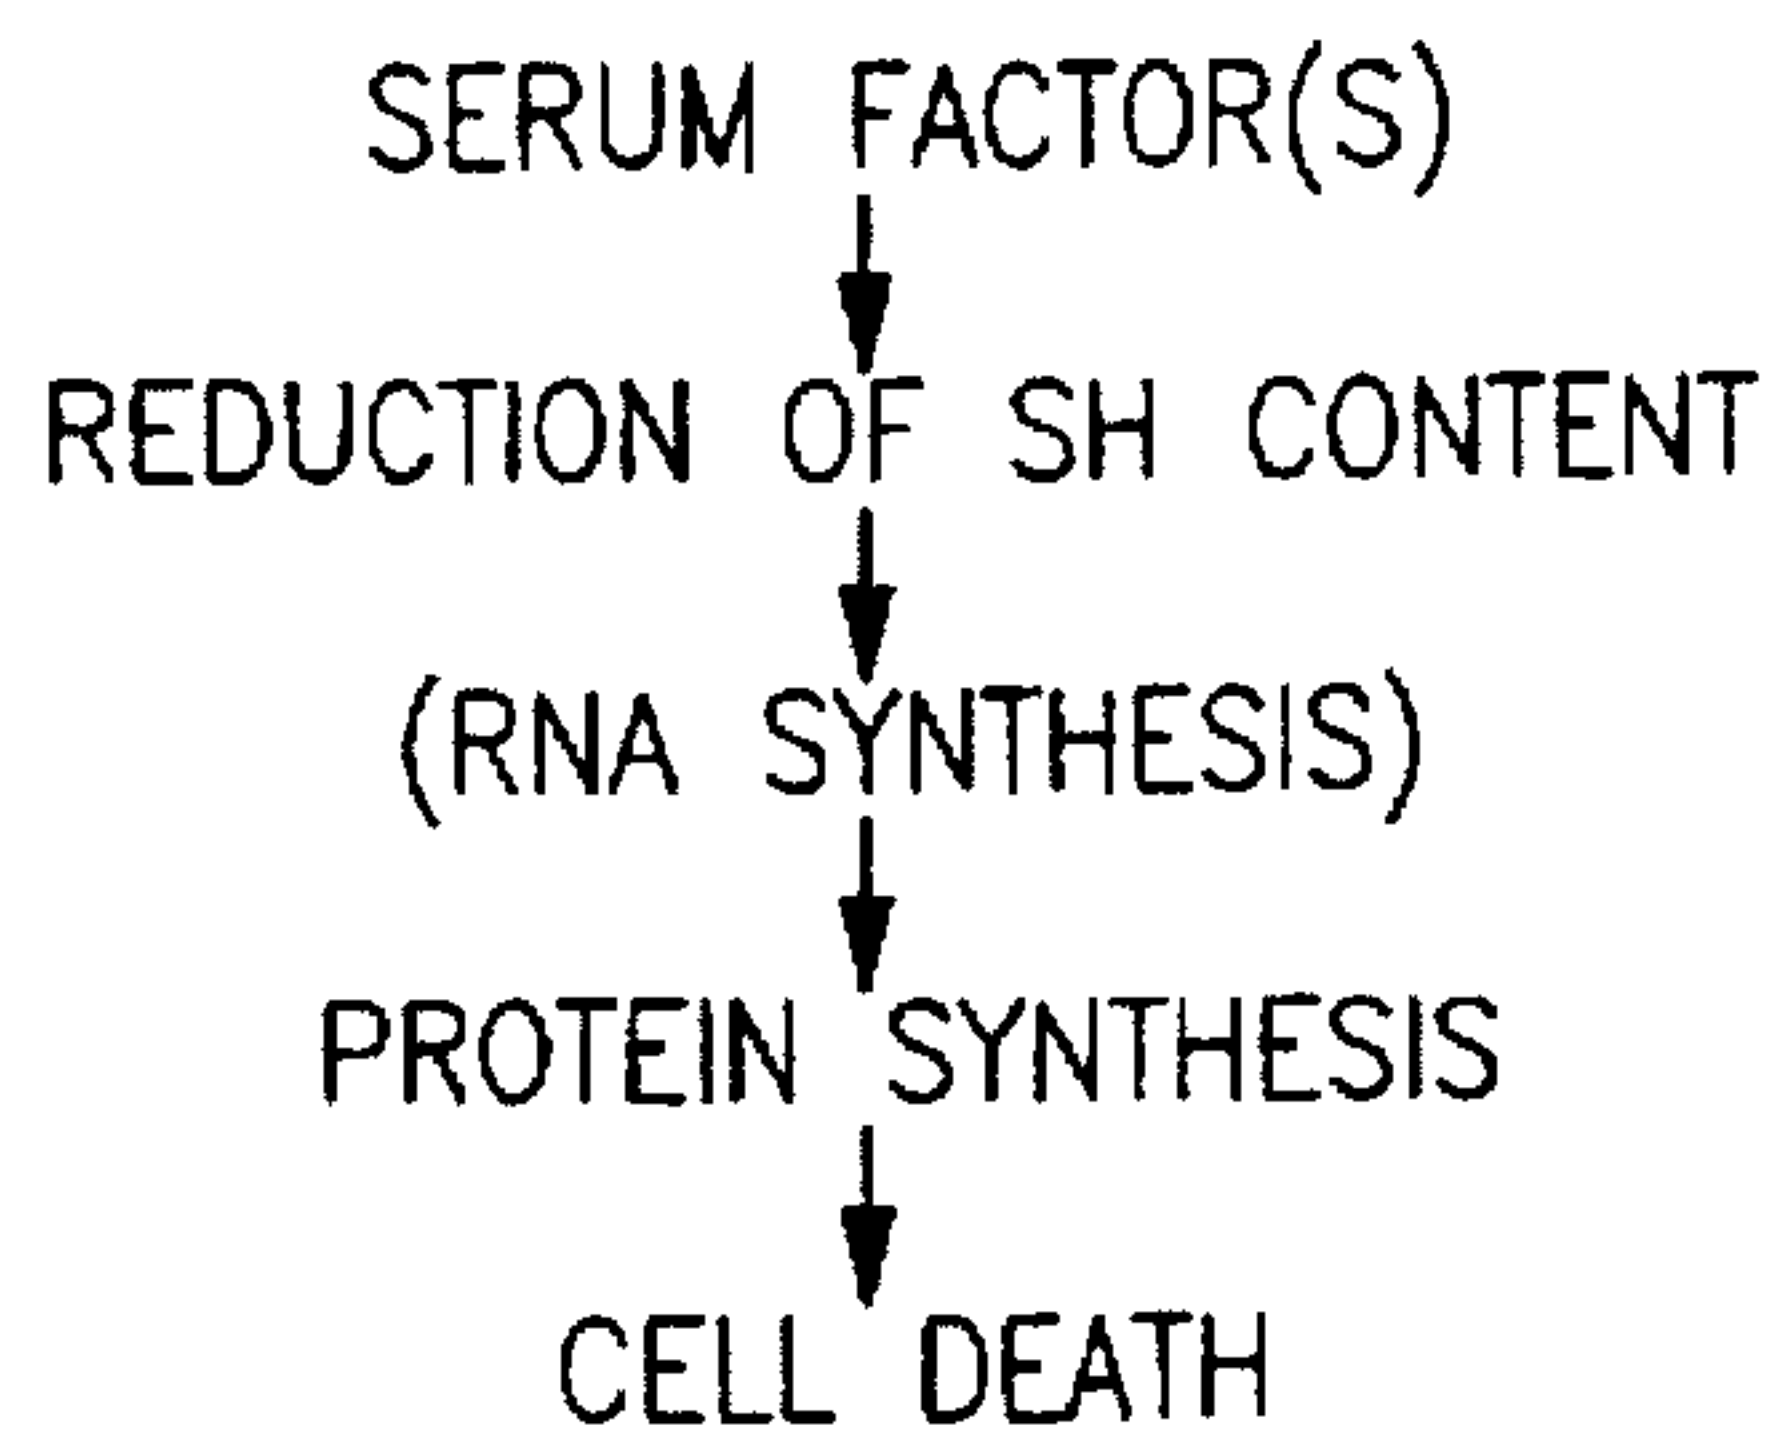 SERUM FACTOR(S)
REDUCTION OF SH CONTENT
(RNA SYNTHESIS)
PROTEIN SYNTHESIS
CELL DEATH